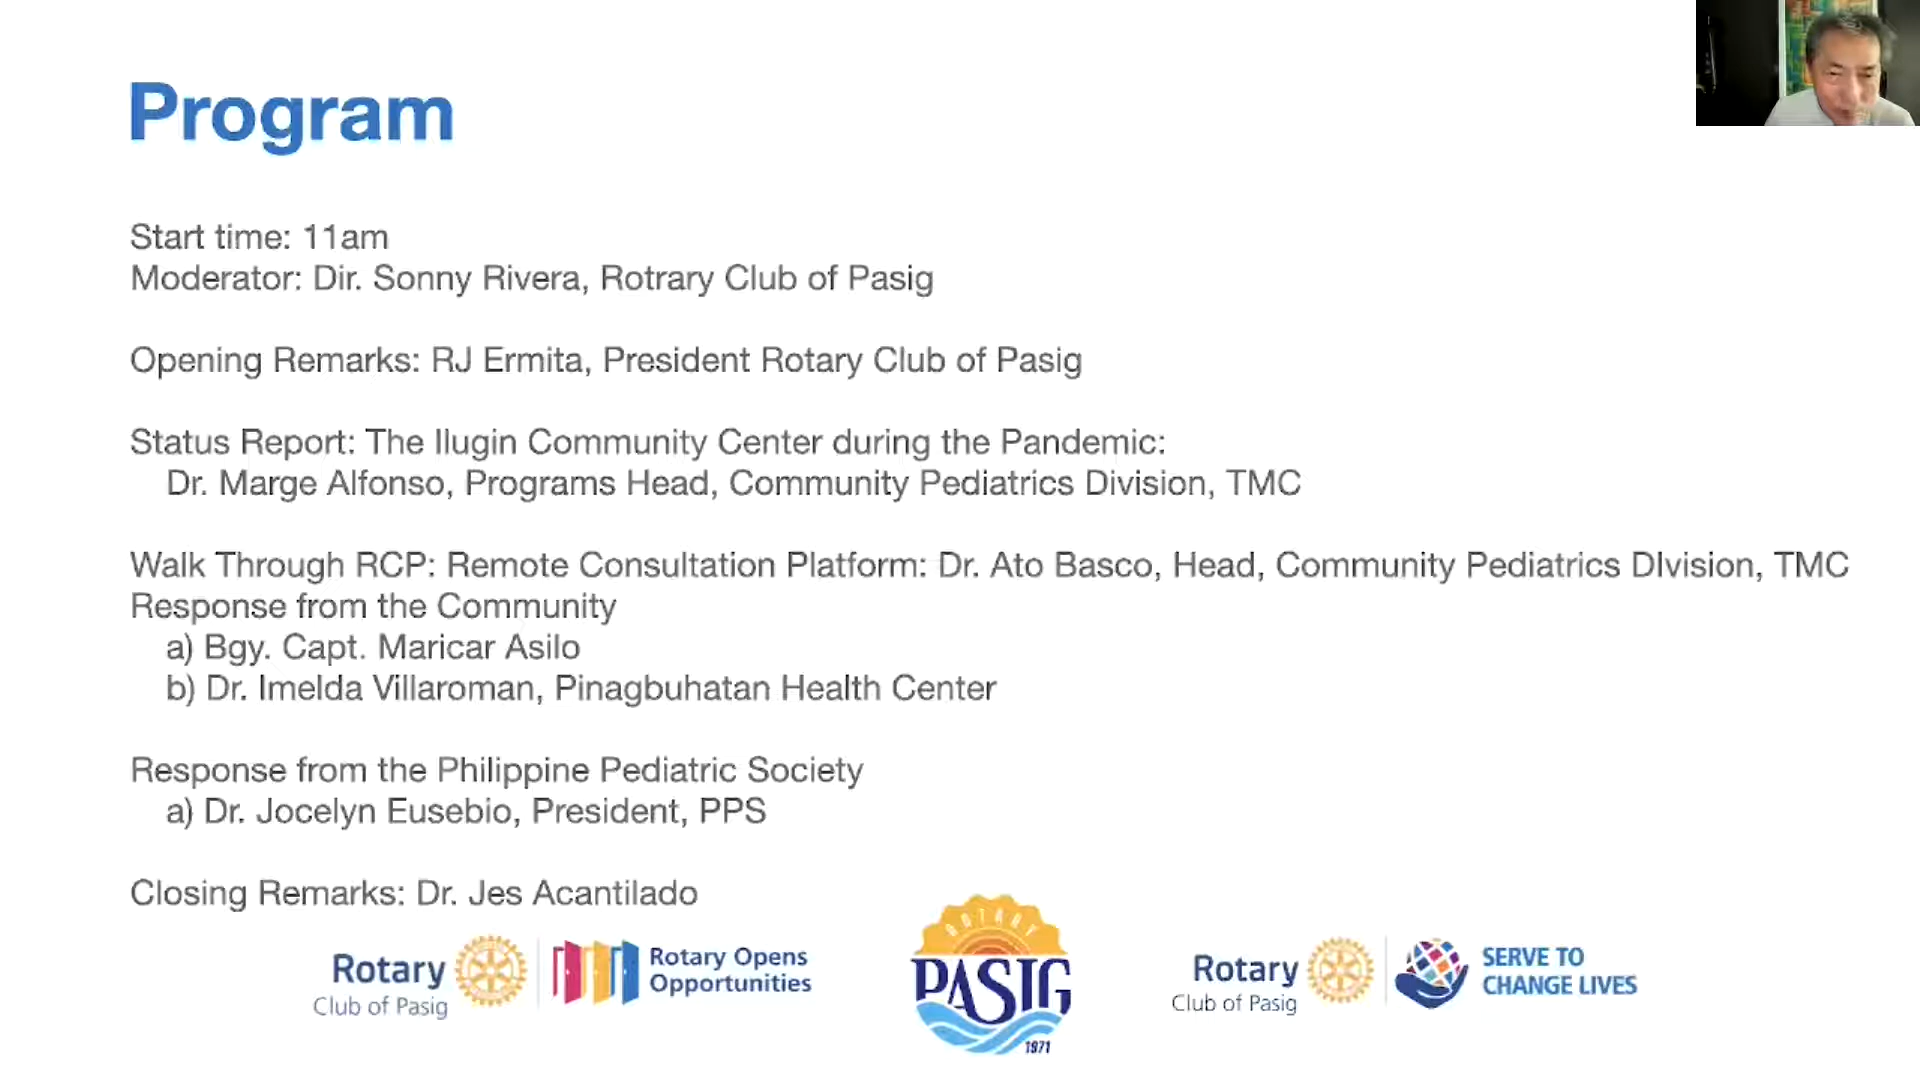 Program
Start time: 11am
Moderator: Dir. Sonny Rivera, Rotrary Club of Pasig
Opening Remarks: RJ Ermita, President Rotary Club of Pasig
Status Report: The Ilugin Community Center during the Pandemic:
Dr. Marge Alfonso, Programs Head, Community Pediatrics Division, TMC
Walk Through RCP: Remote Consultation Platform: Dr. Ato Basco, Head, Community Pediatrics DIvision, TMC
Response from the Community
a) Bgy. Capt. Maricar Asilo
b) Dr. Imelda Villaroman, Pinagbuhatan Health Center
Response from the Philippine Pediatric Society
a) Dr. Jocelyn Eusebio, President, PPS
Closing Remarks: Dr. Jes Acantilado
Rotary
Club of Pasig
Rotary Opens
Opportunities
ROTARY
PASIG
1971
Rotary
Club of Pasig
SERVE TO
CHANGE LIVES